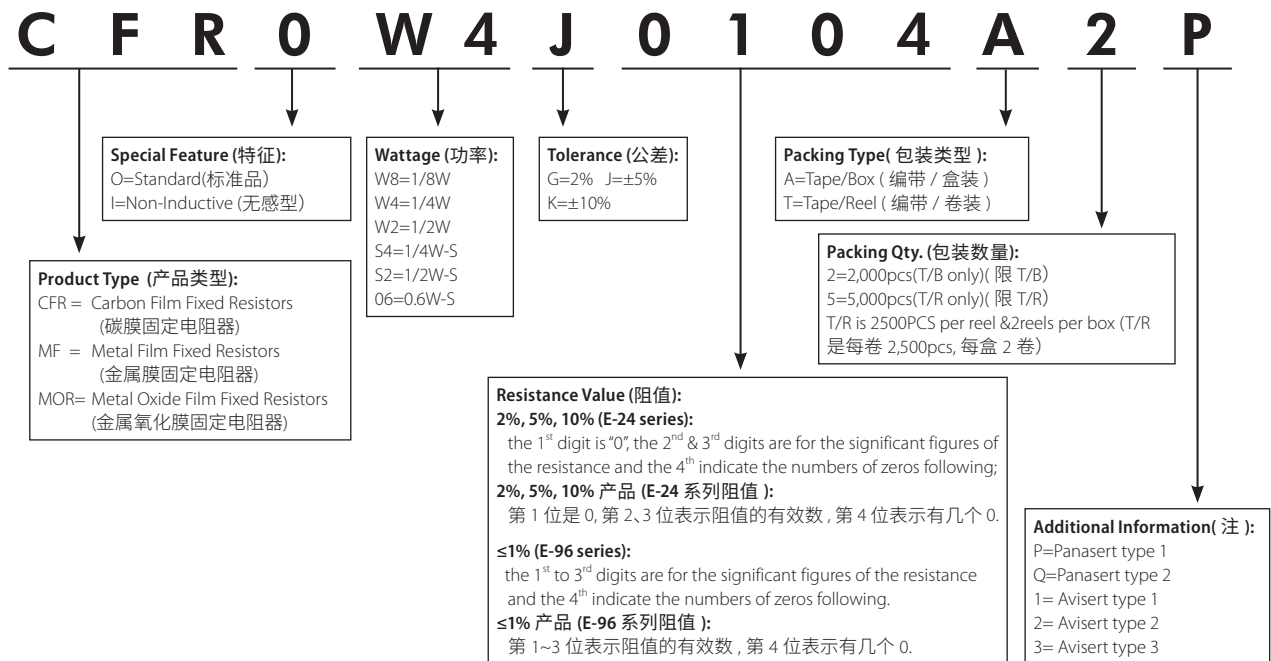 C F R 0 W 4 J 0 1 0 4 A 2 P
Special Feature (特征):
O=Standard(标准品)
I=Non-Inductive (无感型)
Wattage (功率):
W8=1/8W
W4=1/4W
W2=1/2W
S4=1/4W-S
S2=1/2W-S
06=0.6W-S
Tolerance (公差):
G=2% J=±5%
K=±10%
Packing Type( 包装类型 ):
A=Tape/Box ( 编带 / 盒装 )
T=Tape/Reel ( 编带 / 卷装 )
Packing Qty. (包装数量):
2=2,000pcs(T/B only)( 限 T/B)
5=5,000pcs(T/R only)( 限 T/R)
T/R is 2500PCS per reel &2reels per box (T/R
是每卷 2,500pcs, 每盒 2 卷)
Product Type (产品类型):
CFR = Carbon Film Fixed Resistors
(碳膜固定电阻器)
MF = Metal Film Fixed Resistors
(金属膜固定电阻器)
MOR= Metal Oxide Film Fixed Resistors
(金属氧化膜固定电阻器)
Resistance Value (阻值):
2%, 5%, 10% (E-24 series):
the 1st digit is "0", the 2nd & 3rd digits are for the significant figures of
the resistance and the 4th indicate the numbers of zeros following;
2%, 5%, 10% 产品 (E-24 系列阻值 ):
第 1 位是 0, 第 2、3 位表示阻值的有效数 , 第 4 位表示有几个 0.
≤1% (E-96 series):
the 1st to 3rd digits are for the significant figures of the resistance
and the 4th indicate the numbers of zeros following.
≤1% 产品 (E-96 系列阻值 ):
第 1~3 位表示阻值的有效数 , 第 4 位表示有几个 0.
Additional Information( 注 ):
P=Panasert type 1
Q=Panasert type 2
1= Avisert type 1
2= Avisert type 2
3= Avisert type 3